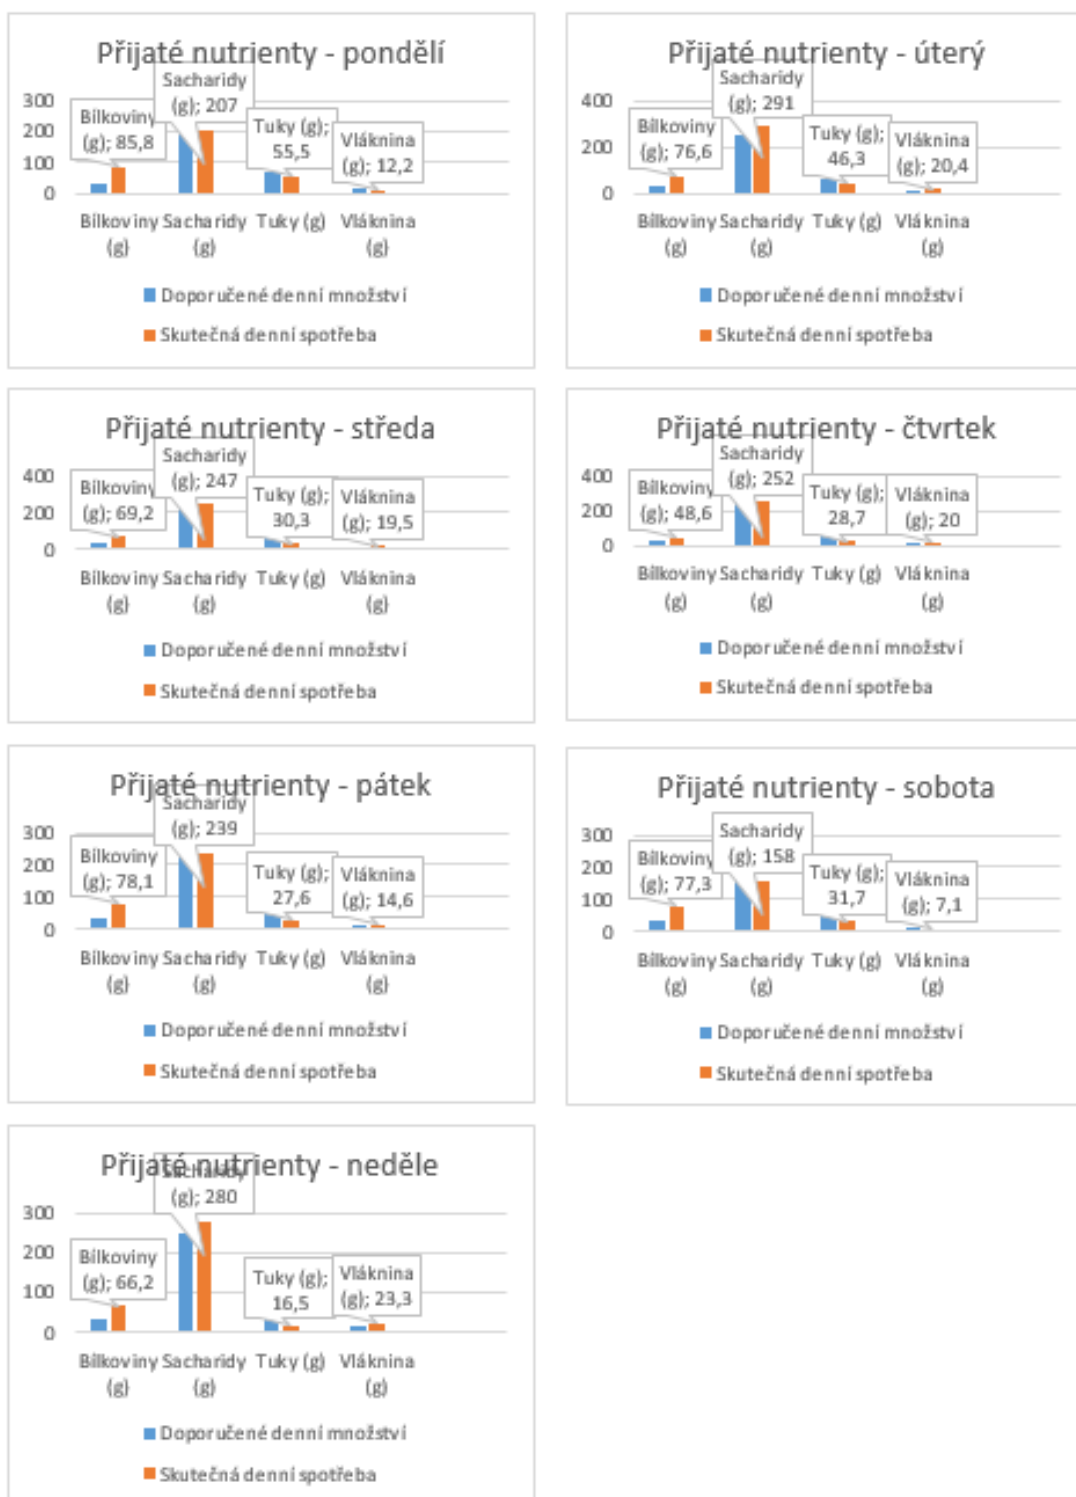 Přijaté nutrienty - pondělí
Sacharidy
(g); 207
Bílkoviny
(g); 85,8
Tuky (g);
55,5
Vláknina
(g); 12,2
300
200
100
0
Bílkoviny Sacharidy Tuky (g) Vláknina
(g) (g) (g)
Doporučené denní množství
Skutečná denní spotřeba
Přijaté nutrienty - úterý
Sacharidy
(g); 291
Bílkoviny
(g); 76,6
Tuky (g);
46,3
Vláknina
(g); 20,4
400
200
0
Bílkoviny Sacharidy Tuky (g) Vláknina
(g) (g) (g)
Doporučené denní množství
Skutečná denní spotřeba
Přijaté nutrienty - středa
Sacharidy
(g); 247
Bílkoviny
(g); 69,2
Tuky (g);
30,3
Vláknina
(g); 19,5
400
200
0
Bílkoviny Sacharidy Tuky (g) Vláknina
(g) (g) (g)
Doporučené denní množství
Skutečná denní spotřeba
Přijaté nutrienty - čtvrtek
Sacharidy
(g); 252
Bílkoviny
(g); 48,6
Tuky (g);
28,7
Vláknina
(g); 20
400
200
0
Bílkoviny Sacharidy Tuky (g) Vláknina
(g) (g) (g)
Doporučené denní množství
Skutečná denní spotřeba
Přijaté nutrienty - pátek
Sacharidy
(g); 239
Bílkoviny
(g); 78,1
Tuky (g);
27,6
Vláknina
(g); 14,6
300
200
100
0
Bílkoviny Sacharidy Tuky (g) Vláknina
(g) (g) (g)
Doporučené denní množství
Skutečná denní spotřeba
Přijaté nutrienty - sobota
Sacharidy
(g); 158
Bílkoviny
(g); 77,3
Tuky (g);
31,7
Vláknina
(g); 7,1
300
200
100
0
Bílkoviny Sacharidy Tuky (g) Vláknina
(g) (g) (g)
Doporučené denní množství
Skutečná denní spotřeba
Přijaté nutrienty - neděle
Sacharidy
(g); 280
Bílkoviny
(g); 66,2
Tuky (g);
16,5
Vláknina
(g); 23,3
300
200
100
0
Bílkoviny Sacharidy Tuky (g) Vláknina
(g) (g) (g)
Doporučené denní množství
Skutečná denní spotřeba